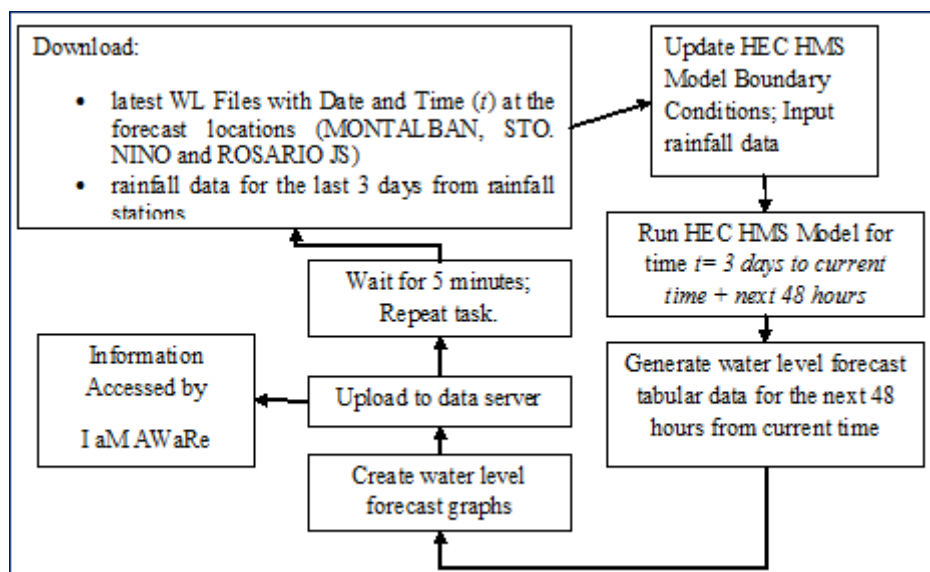 Download:
• latest WL Files with Date and Time (t) at the
forecast locations (MONTALBAN, STO.
NINO and ROSARIO JS)
• rainfall data for the last 3 days from rainfall
stations
Update HEC HMS
Model Boundary
Conditions; Input
rainfall data
Run HEC HMS Model for
time t= 3 days to current
time + next 48 hours
Generate water level forecast
tabular data for the next 48
hours from current time
Create water level
forecast graphs
Upload to data server
Information
Accessed by
I aM AWaRe
Wait for 5 minutes;
Repeat task.